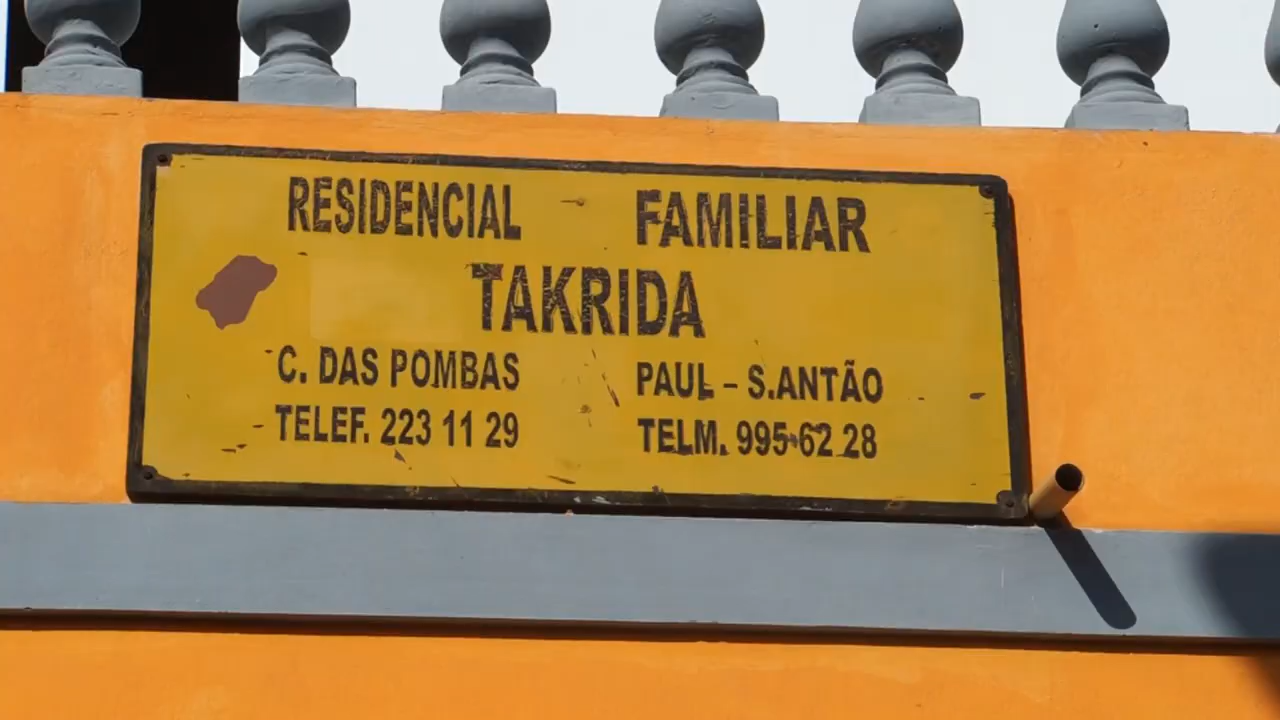 RESIDENCIAL FAMILIAR
TAKRIDA
C. DAS POMBAS PAUL – S.ANTÃO
TELEF. 223 11 29 TELM. 995-62 28